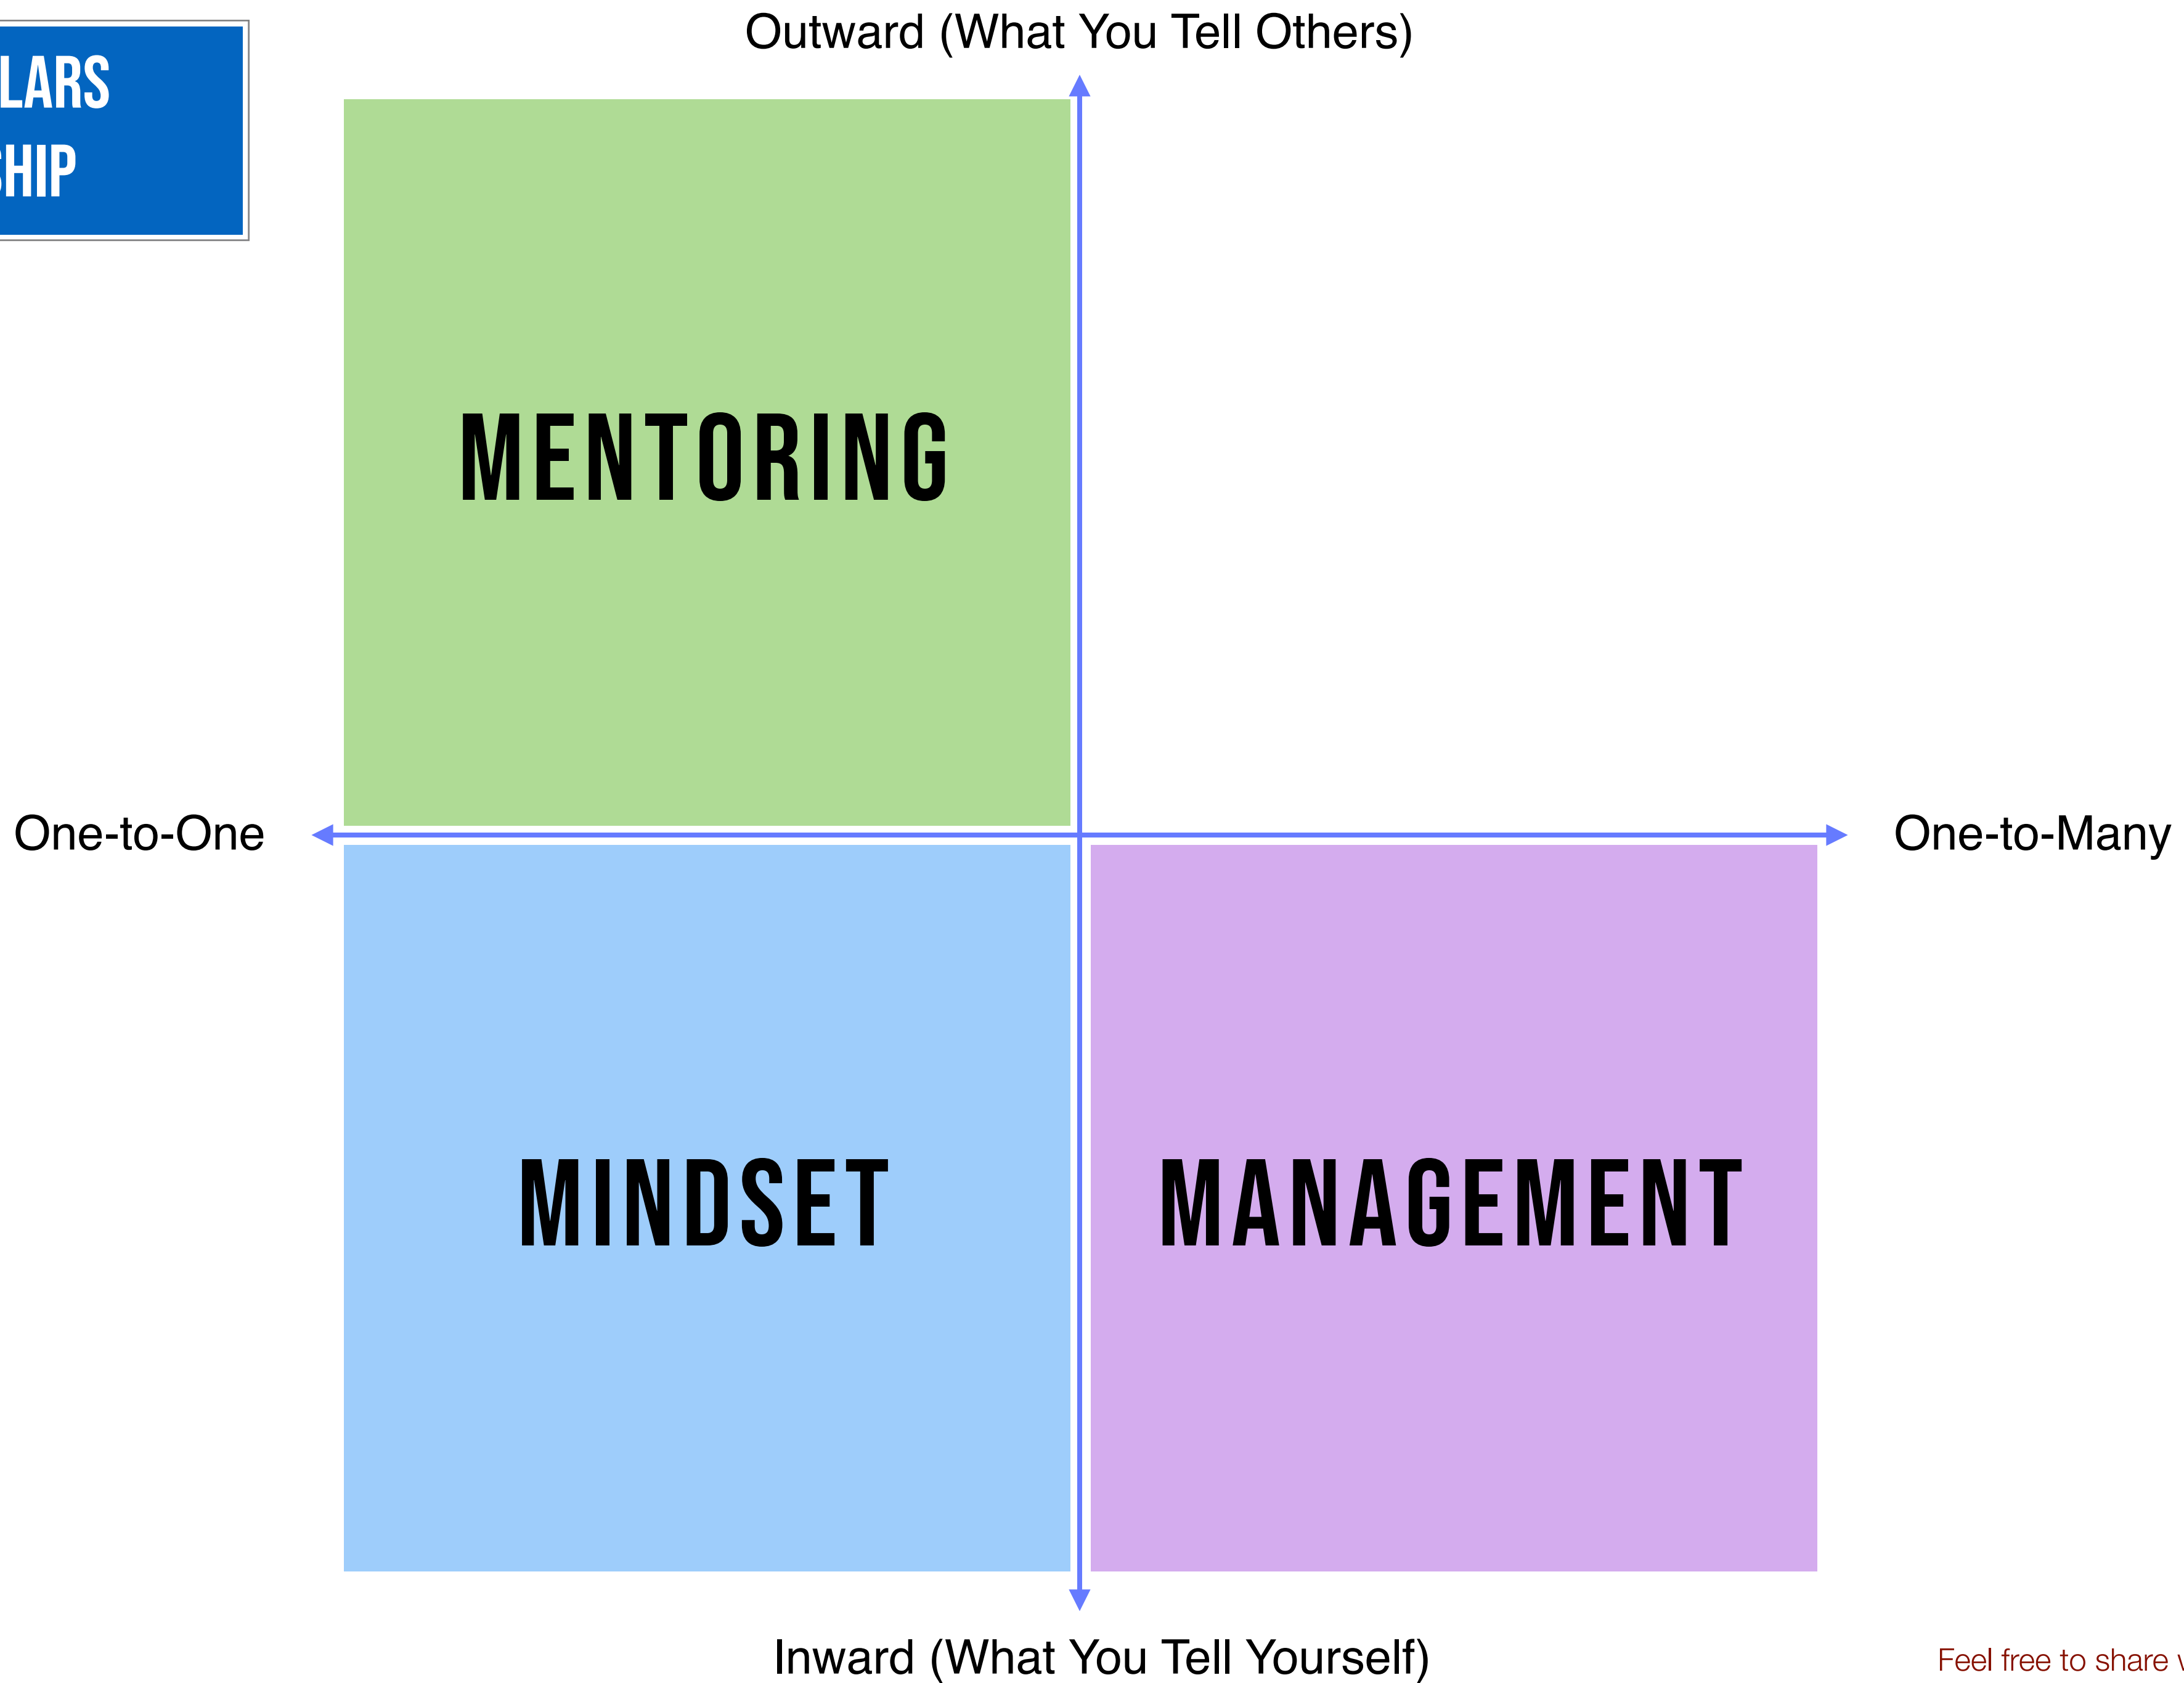 Outward (What You Tell Others)
LARS
HIP
MENTORING
One-to-One
One-to-Many
MINDSET
MANAGEMENT
Inward (What You Tell Yourself)
Feel free to share